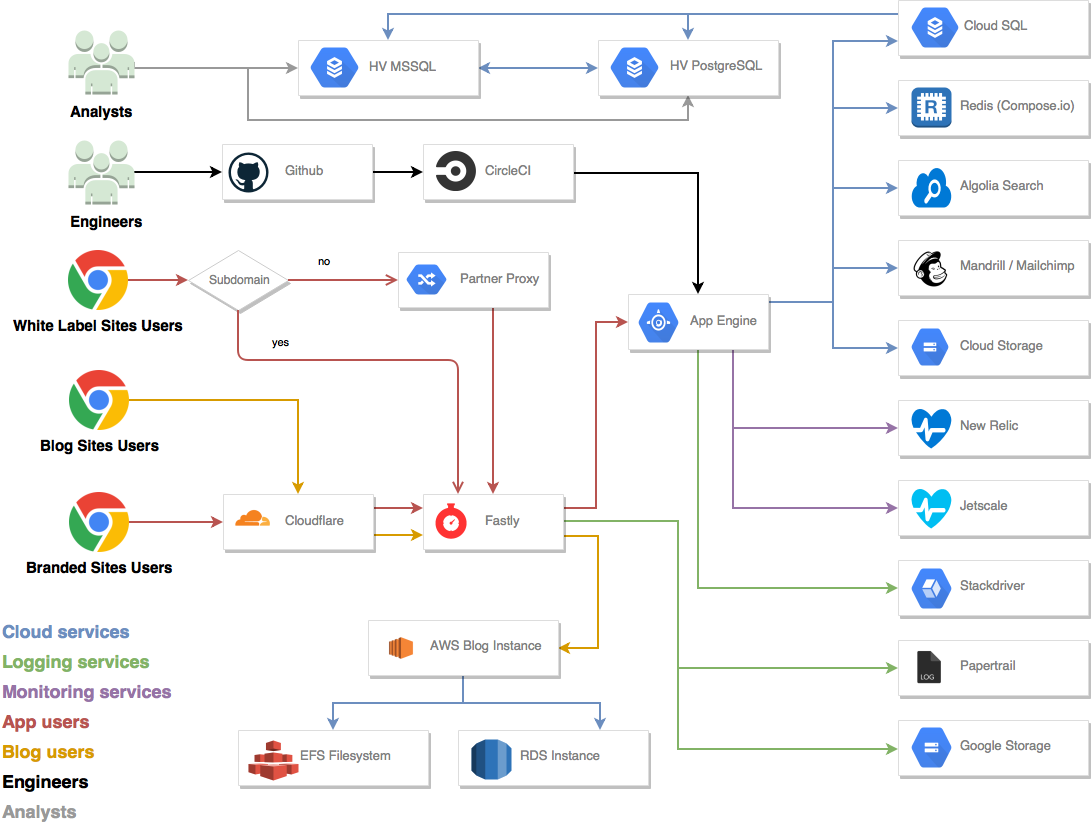 Cloud SQL
HV MSSQL
HV PostgreSQL
Analysts
R
Redis (Compose.io)
Engineers
Github
CircleCI
Algolia Search
White Label Sites Users
Subdomain
no
yes
Partner Proxy
App Engine
Mandrill / Mailchimp
Cloud Storage
Blog Sites Users
New Relic
Branded Sites Users
Cloudflare
Fastly
Jetscale
Stackdriver
AWS Blog Instance
LOG
Papertrail
EFS Filesystem
RDS Instance
Google Storage
Cloud services
Logging services
Monitoring services
App users
Blog users
Engineers
Analysts